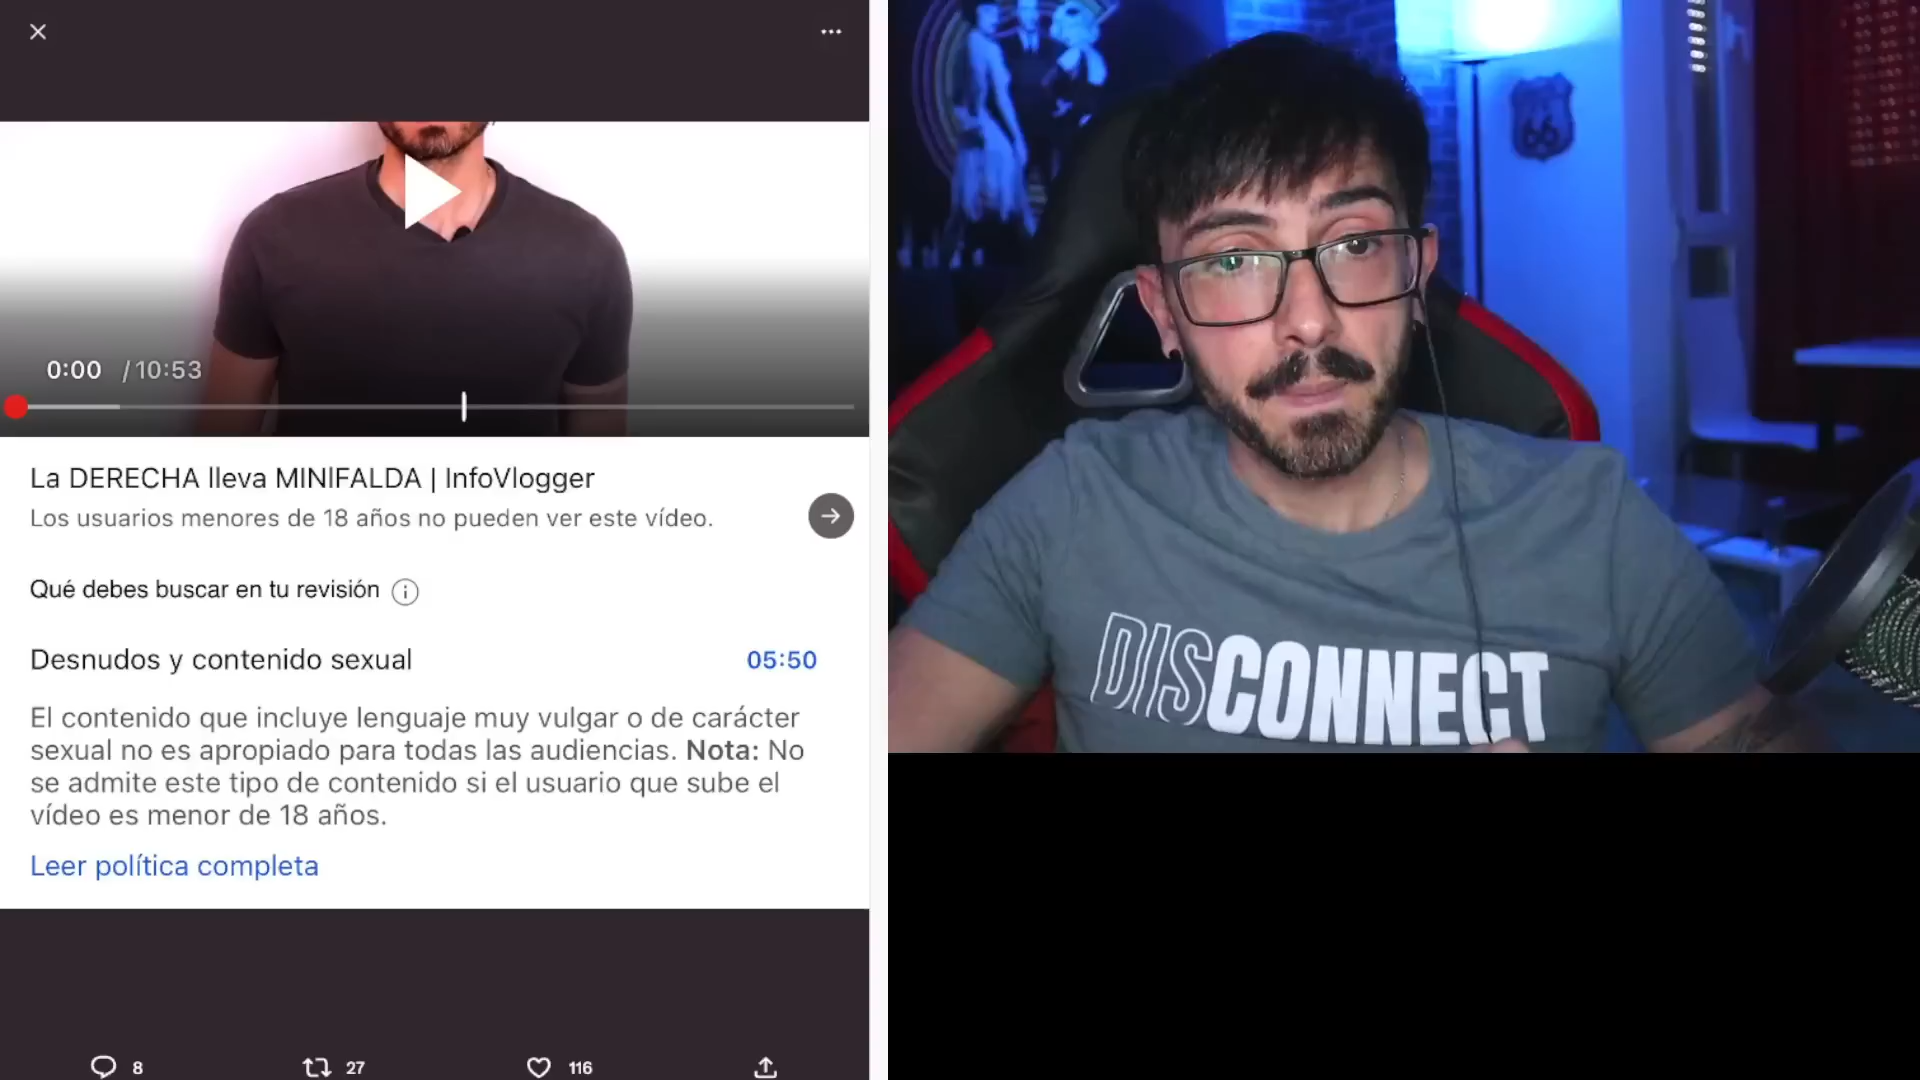 0:00 / 10:53
La DERECHA lleva MINIFALDA | InfoVlogger
Los usuarios menores de 18 años no pueden ver este vídeo.
Qué debes buscar en tu revisión
Desnudos y contenido sexual 05:50
El contenido que incluye lenguaje muy vulgar o de carácter
sexual no es apropiado para todas las audiencias. Nota: No
se admite este tipo de contenido si el usuario que sube el
vídeo es menor de 18 años.
Leer política completa
8 27 116
66
DISCONNECT